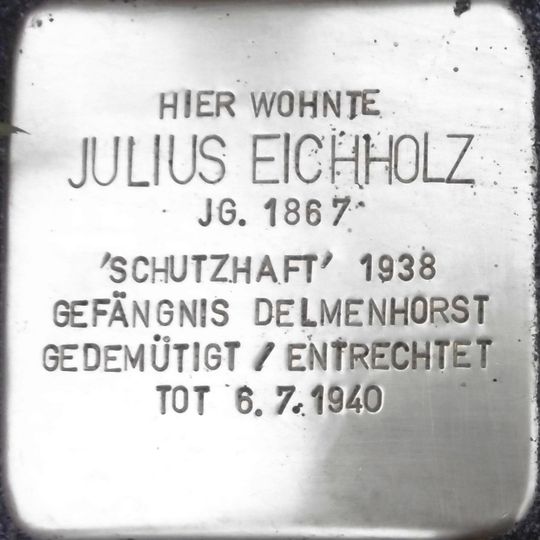 HIER WOHNTE
JULIUS EICHHOLZ
JG. 1867
'SCHUTZHAFT' 1938
GEFÄNGNIS DELMENHORST
GEDEMÜTIGT / ENTRECHTET
TOT 6.7.1940